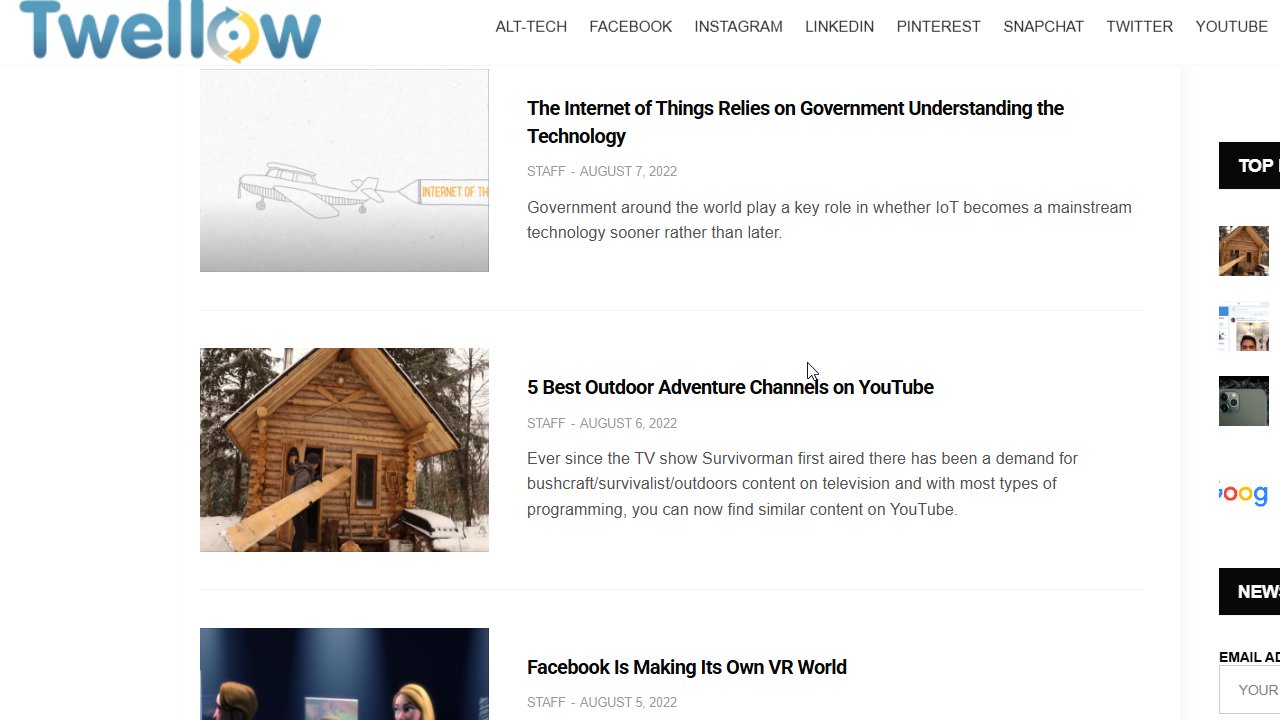 Twellow
ALT-TECH FACEBOOK INSTAGRAM LINKEDIN PINTEREST SNAPCHAT TWITTER YOUTUBE
INTERNET OF TH
The Internet of Things Relies on Government Understanding the
Technology
STAFF - AUGUST 7, 2022
Government around the world play a key role in whether IoT becomes a mainstream
technology sooner rather than later.
5 Best Outdoor Adventure Channels on YouTube
STAFF - AUGUST 6, 2022
Ever since the TV show Survivorman first aired there has been a demand for
bushcraft/survivalist/outdoors content on television and with most types of
programming, you can now find similar content on YouTube.
Facebook Is Making Its Own VR World
STAFF - AUGUST 5, 2022
TOP
oog
NEWS
EMAIL AD
YOUR